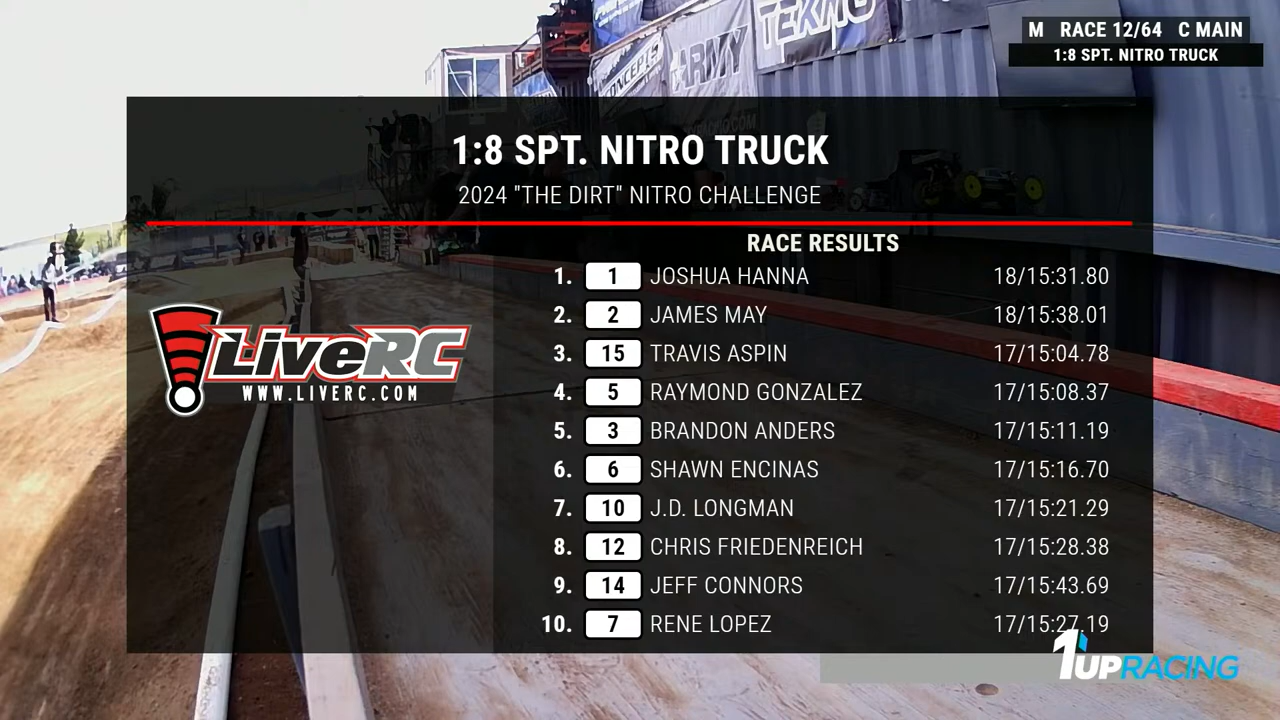 M RACE 12/64 C MAIN
1:8 SPT. NITRO TRUCK
TEKNO
ARMY
CONCEPTS
1:8 SPT. NITRO TRUCK
2024 "THE DIRT" NITRO CHALLENGE
RACE RESULTS
1. 1 JOSHUA HANNA 18/15:31.80
2. 2 JAMES MAY 18/15:38.01
3. 15 TRAVIS ASPIN 17/15:04.78
4. 5 RAYMOND GONZALEZ 17/15:08.37
5. 3 BRANDON ANDERS 17/15:11.19
6. 6 SHAWN ENCINAS 17/15:16.70
7. 10 J.D. LONGMAN 17/15:21.29
8. 12 CHRIS FRIEDENREICH 17/15:28.38
9. 14 JEFF CONNORS 17/15:43.69
10. 7 RENE LOPEZ 17/15:27.19
LiveRC
WWW.LIVERC.COM
1UPRACING